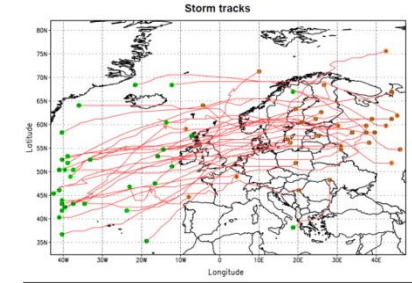 Storm tracks
80N
75N
70N
65N
60N
55N
50N
45N
40N
35N
Latitude
40W
30W
20W
10W
0
10E
20E
30E
40E
Longitude